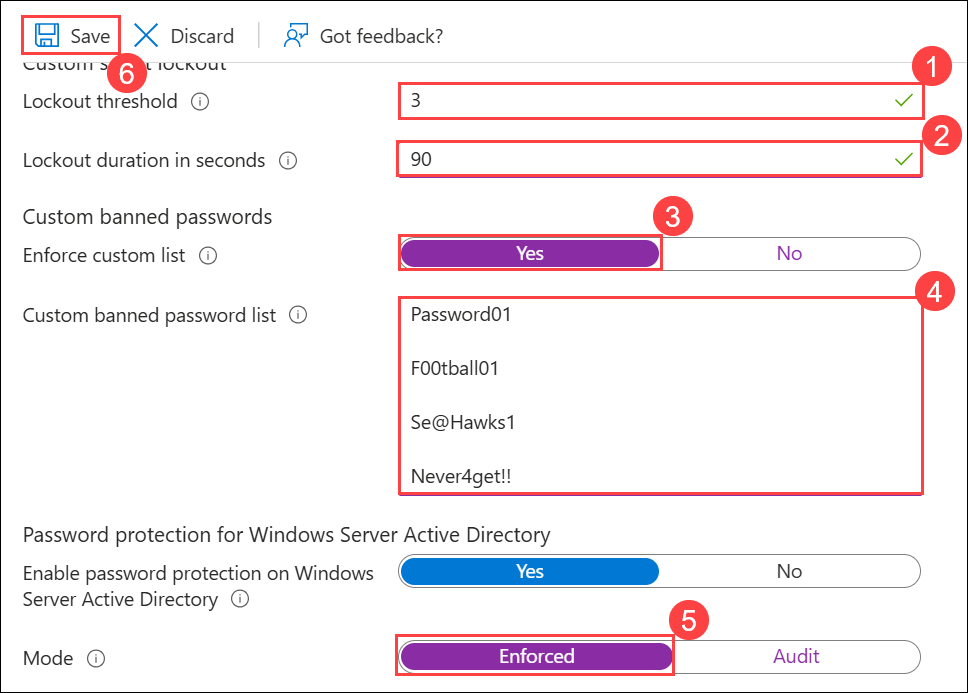 Save Discard Got feedback?
6
Custom smart lockout
1
Lockout threshold 3
2
Lockout duration in seconds 90
Custom banned passwords
3
Enforce custom list Yes No
4
Custom banned password list Password01
F00tball01
Se@Hawks1
Never4get!!
Password protection for Windows Server Active Directory
Enable password protection on Windows Yes No
Server Active Directory
5
Mode Enforced Audit